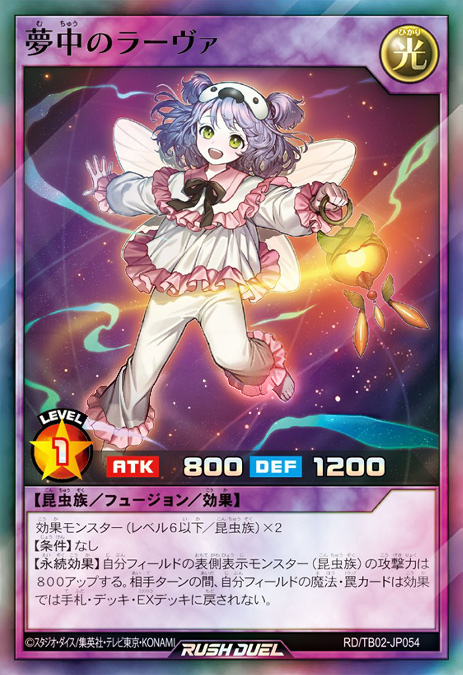 夢中のラーヴァ
光
LEVEL
1
ATK 800 DEF 1200
【昆虫族／フュージョン／効果】
効果モンスター（レベル6以下／昆虫族）×2
【条件】なし
【永続効果】自分フィールドの表側表示モンスター（昆虫族）の攻撃力は
800アップする。相手ターンの間、自分フィールドの魔法・罠カードは効果
では手札・デッキ・EXデッキに戻されない。
©スタジオ・ダイス/集英社・テレビ東京・KONAMI RUSH DUEL RD/TB02-JP054